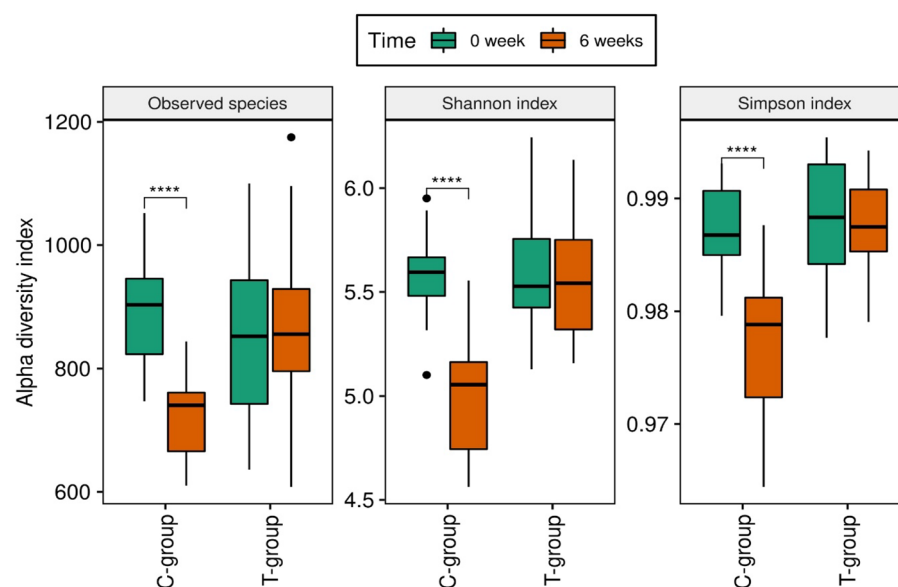 Time 0 week 6 weeks
Observed species Shannon index Simpson index
Alpha diversity index
1200
1000
800
600
****
C-group T-group
6.0
5.5
5.0
4.5
****
C-group T-group
0.99
0.98
0.97
****
C-group T-group